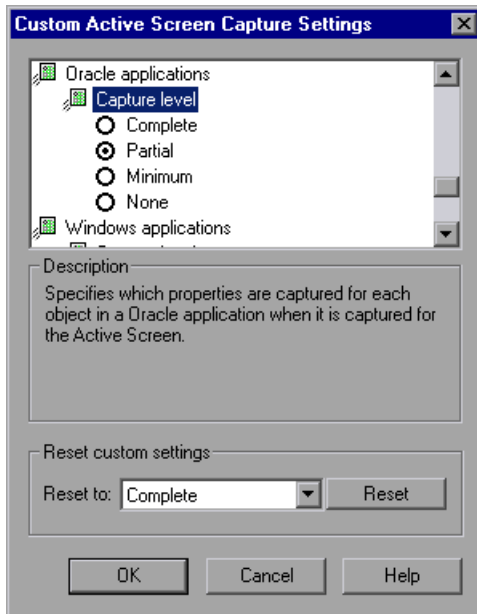 Custom Active Screen Capture Settings
Oracle applications
Capture level
Complete
Partial
Minimum
None
Windows applications
Description
Specifies which properties are captured for each
object in a Oracle application when it is captured for
the Active Screen.
Reset custom settings
Reset to: Complete Reset
OK Cancel Help